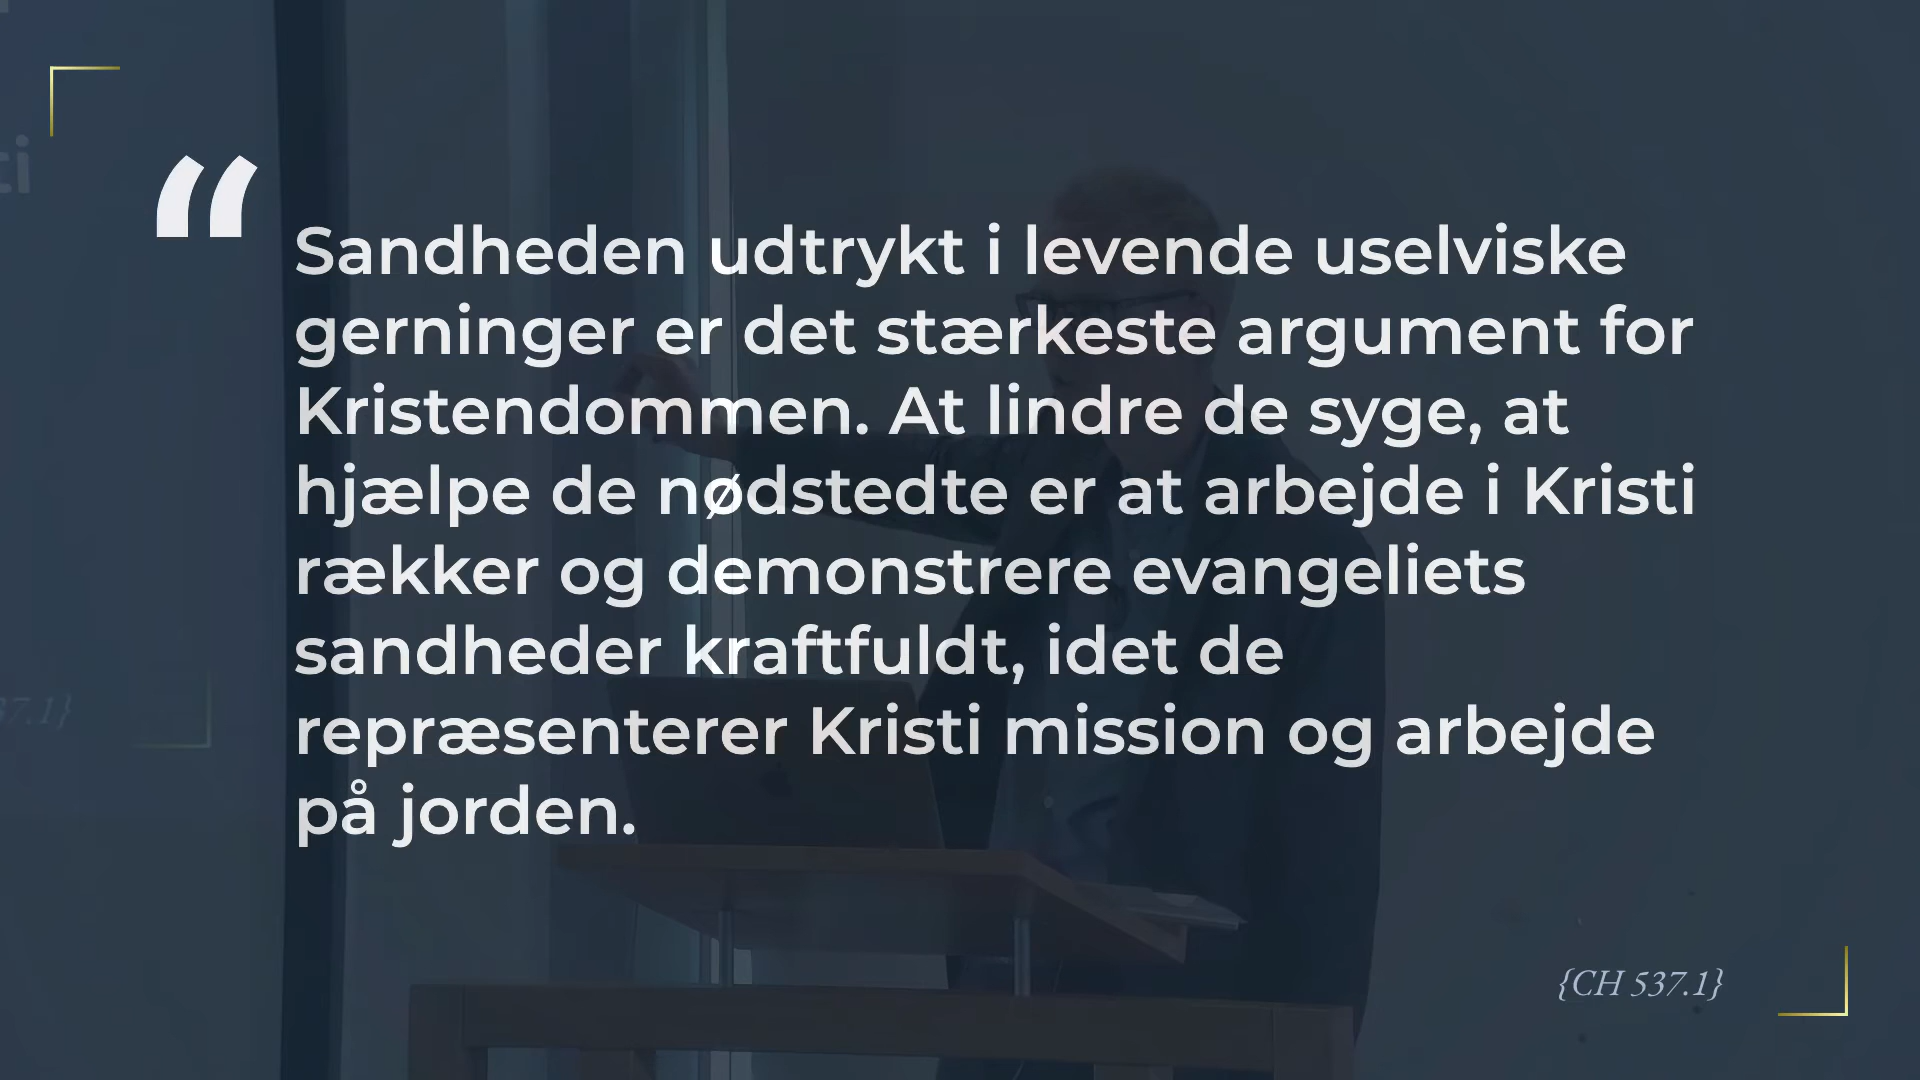 “
Sandheden udtrykt i levende uselviske
gerninger er det stærkeste argument for
Kristendommen. At lindre de syge, at
hjælpe de nødstedte er at arbejde i Kristi
rækker og demonstrere evangeliets
sandheder kraftfuldt, idet de
repræsenterer Kristi mission og arbejde
på jorden.
{CH 537.1}